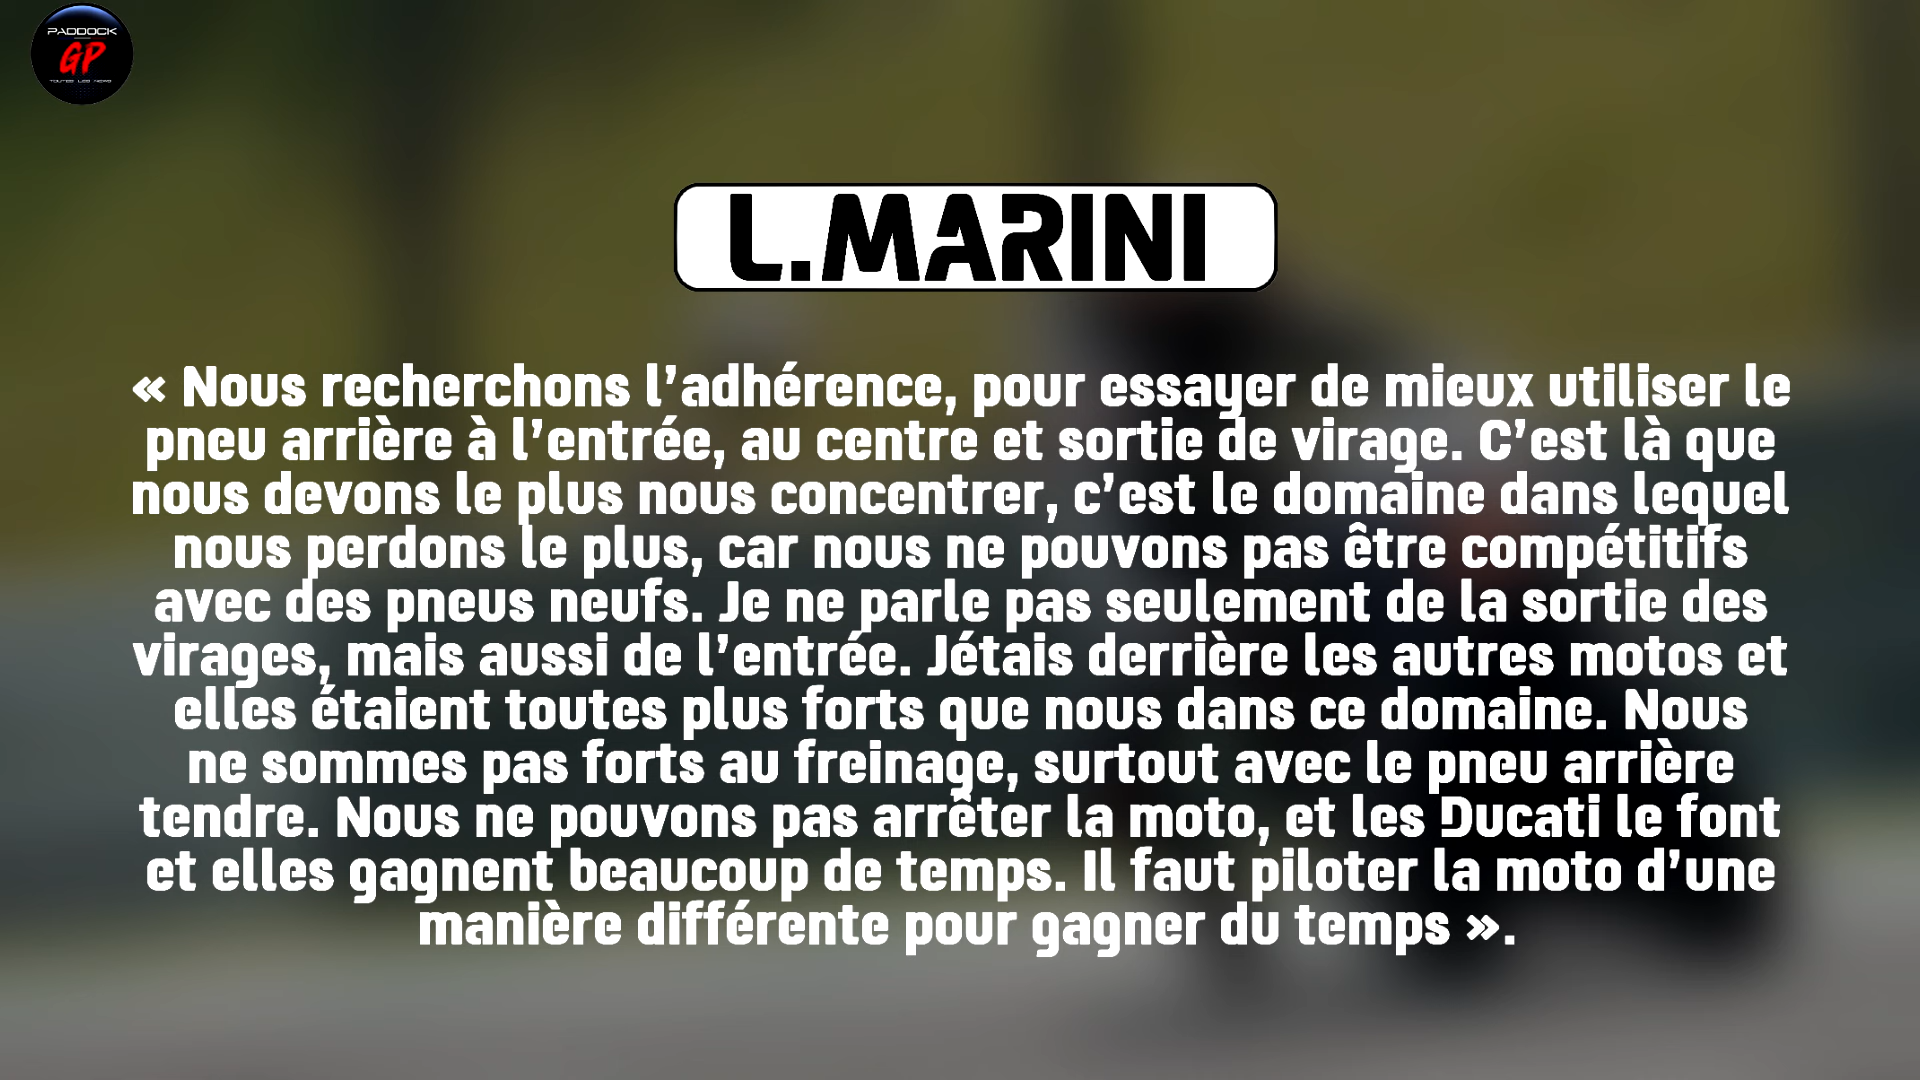 PADDOCK
GP
TOUTES LES NEWS
L.MARINI
« Nous recherchons l’adhérence, pour essayer de mieux utiliser le
pneu arrière à l’entrée, au centre et sortie de virage. C’est là que
nous devons le plus nous concentrer, c’est le domaine dans lequel
nous perdons le plus, car nous ne pouvons pas être compétitifs
avec des pneus neufs. Je ne parle pas seulement de la sortie des
virages, mais aussi de l’entrée. Jétais derrière les autres motos et
elles étaient toutes plus forts que nous dans ce domaine. Nous
ne sommes pas forts au freinage, surtout avec le pneu arrière
tendre. Nous ne pouvons pas arrêter la moto, et les Ducati le font
et elles gagnent beaucoup de temps. Il faut piloter la moto d’une
manière différente pour gagner du temps ».